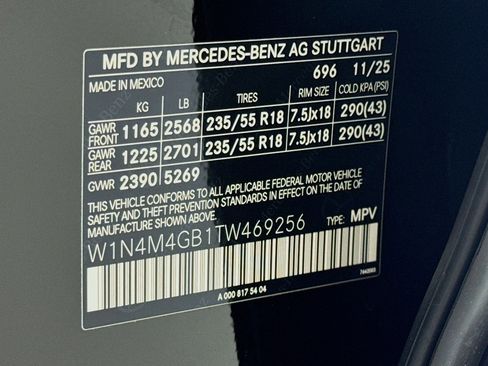 MFD BY MERCEDES-BENZ AG STUTTGART
MADE IN MEXICO 696 11/25
KG LB TIRES RIM SIZE COLD KPA (PSI)
GAWR FRONT 1165 2568 235/55 R18 7.5Jx18 290(43)
GAWR REAR 1225 2701 235/55 R18 7.5Jx18 290(43)
GVWR 2390 5269
THIS VEHICLE CONFORMS TO ALL APPLICABLE FEDERAL MOTOR VEHICLE
SAFETY AND THEFT PREVENTION STANDARDS IN EFFECT ON THE DATE OF
MANUFACTURE SHOWN ABOVE.
W1N4M4GB1TW469256 TYPE: MPV
A 000 817 54 04